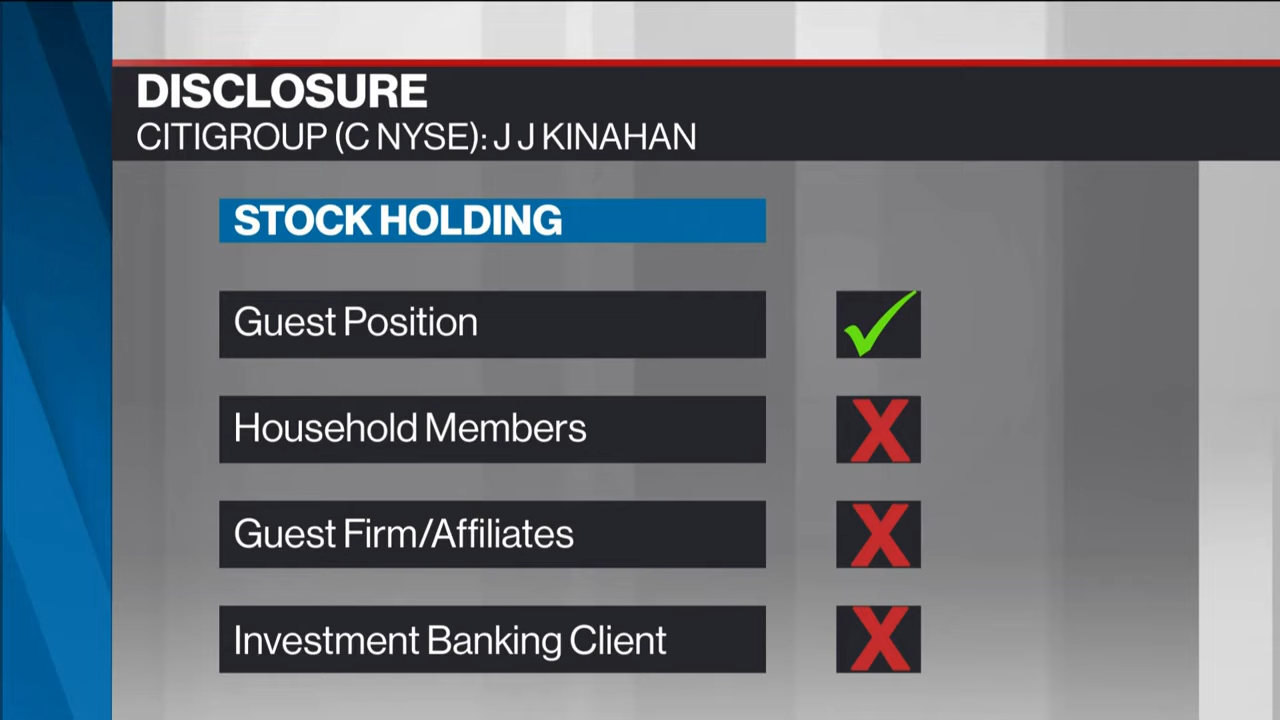 DISCLOSURE
CITIGROUP (C NYSE): J J KINAHAN
STOCK HOLDING
Guest Position
Household Members
Guest Firm/Affiliates
Investment Banking Client